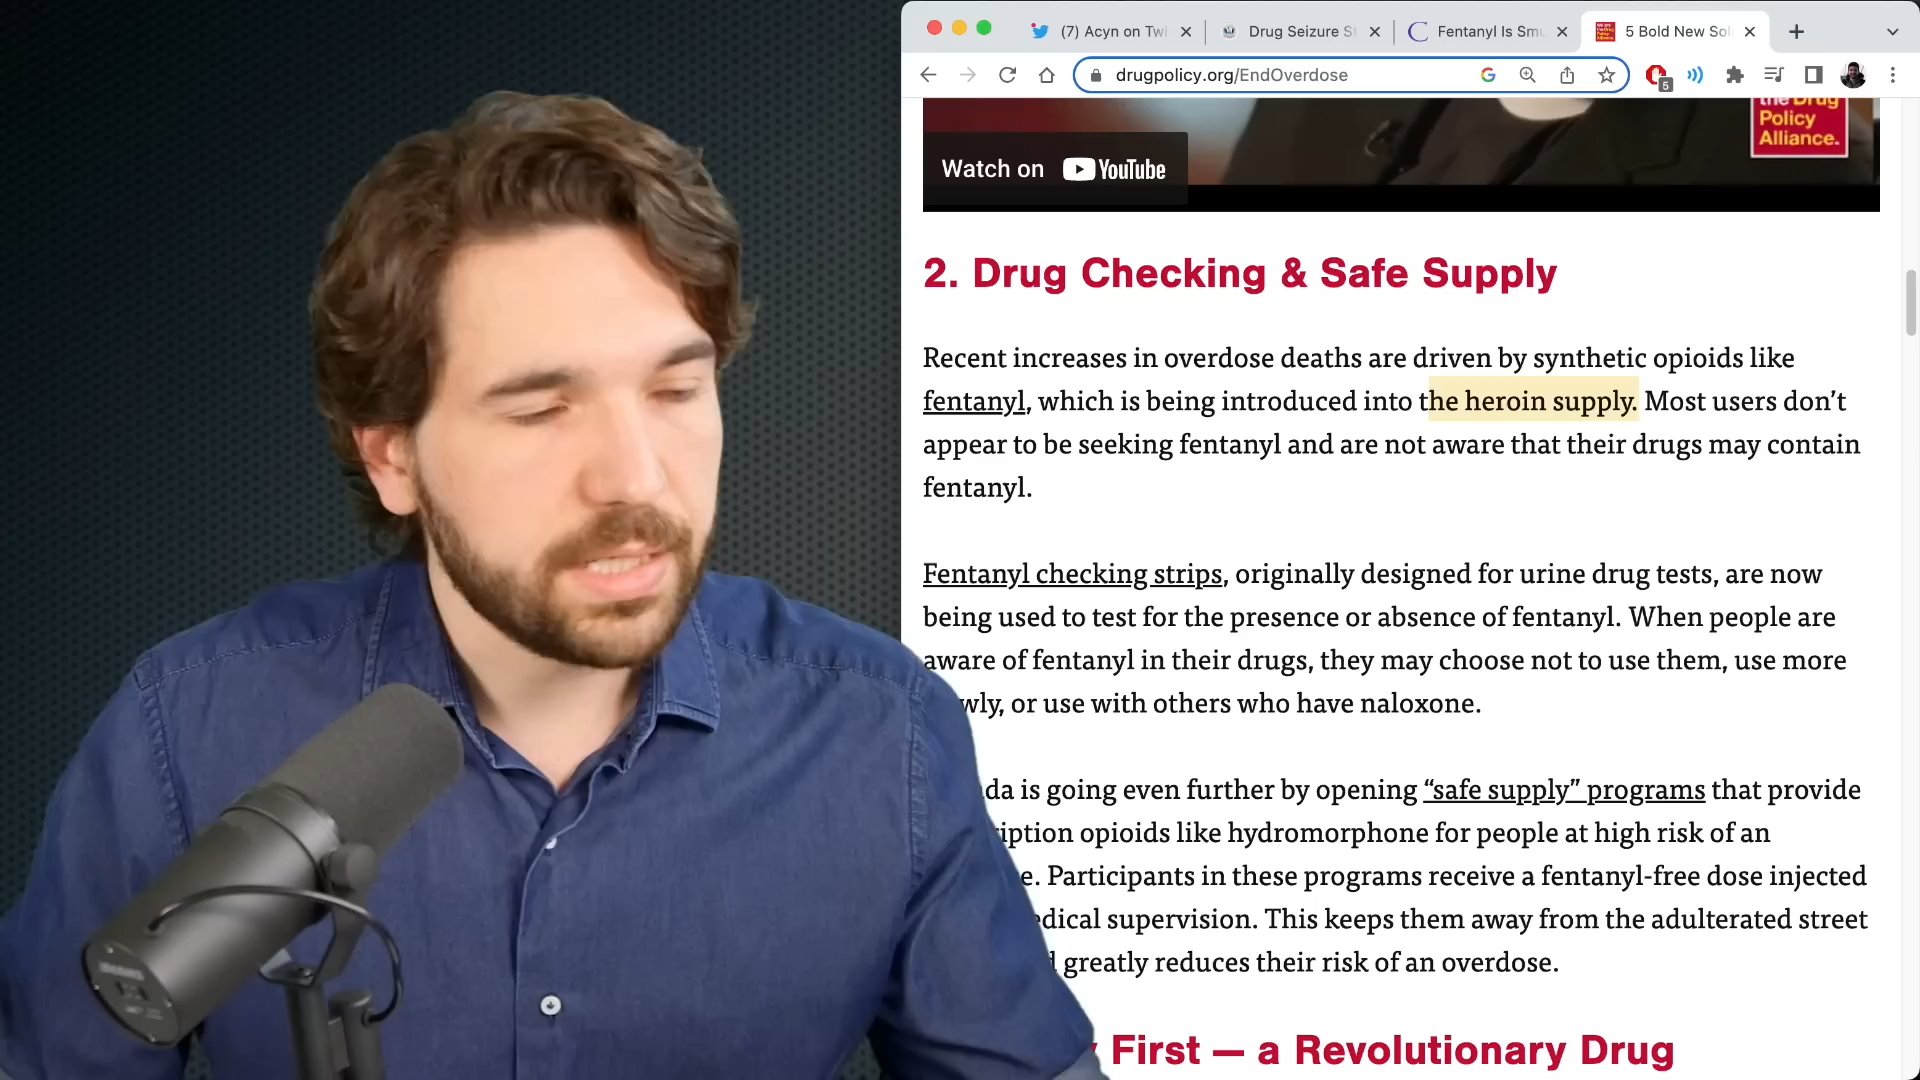 (7) Acyn on Twi
Drug Seizure S
Fentanyl Is Smu
5 Bold New Sol
drugpolicy.org/EndOverdose
5
the Drug
Policy
Alliance.
Watch on YouTube
2. Drug Checking & Safe Supply
Recent increases in overdose deaths are driven by synthetic opioids like
fentanyl, which is being introduced into the heroin supply. Most users don’t
appear to be seeking fentanyl and are not aware that their drugs may contain
fentanyl.
Fentanyl checking strips, originally designed for urine drug tests, are now
being used to test for the presence or absence of fentanyl. When people are
aware of fentanyl in their drugs, they may choose not to use them, use more
wly, or use with others who have naloxone.
da is going even further by opening “safe supply” programs that provide
iption opioids like hydromorphone for people at high risk of an
e. Participants in these programs receive a fentanyl-free dose injected
edical supervision. This keeps them away from the adulterated street
greatly reduces their risk of an overdose.
First — a Revolutionary Drug